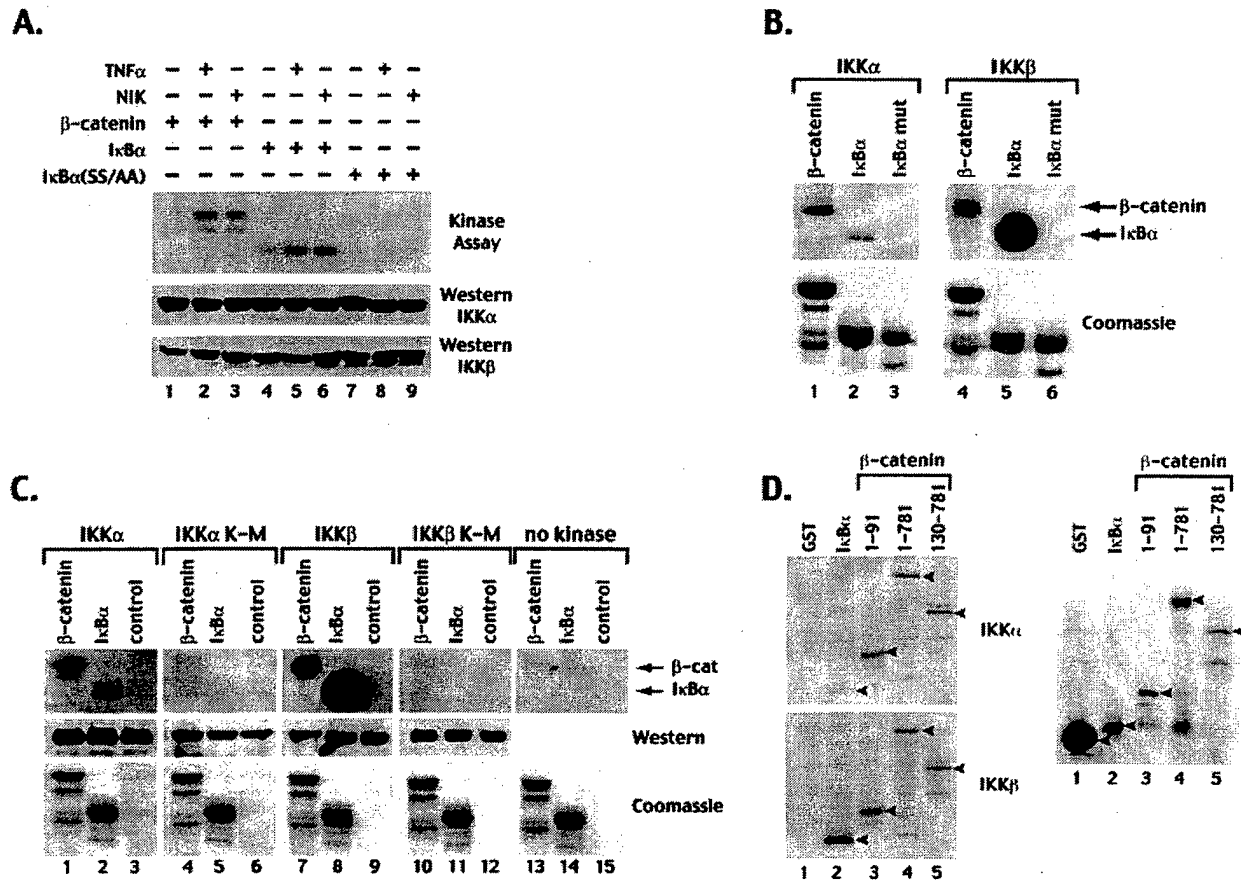 A.
TNFα – + – – + – – + –
NIK – – + – – + – – +
β-catenin + + + – – – – – –
IκBα – – – + + + – – –
IκBα(SS/AA) – – – – – – + + +
Kinase
Assay
Western
IKKα
Western
IKKβ
1 2 3 4 5 6 7 8 9
B.
IKKα IKKβ
β-catenin IκBα IκBα mut β-catenin IκBα IκBα mut
β-catenin
IκBα
Coomassie
1 2 3 4 5 6
C.
IKKα IKKα K-M IKKβ IKKβ K-M no kinase
β-catenin IκBα control β-catenin IκBα control β-catenin IκBα control β-catenin IκBα control β-catenin IκBα control
β-cat
IκBα
Western
Coomassie
1 2 3 4 5 6 7 8 9 10 11 12 13 14 15
D.
β-catenin
GST IκBα 1-91 1-781 130-781
IKKα
IKKβ
1 2 3 4 5
β-catenin
GST IκBα 1-91 1-781 130-781
1 2 3 4 5